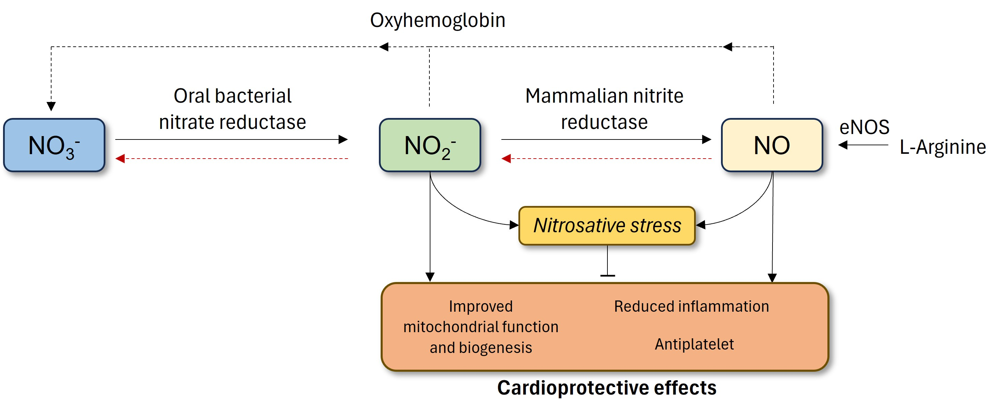 Oxyhemoglobin
Oral bacterial
nitrate reductase
Mammalian nitrite
reductase
NO₃⁻
NO₂⁻
NO
eNOS
L-Arginine
Nitrosative stress
Improved
mitochondrial function
and biogenesis
Reduced inflammation
Antiplatelet
Cardioprotective effects